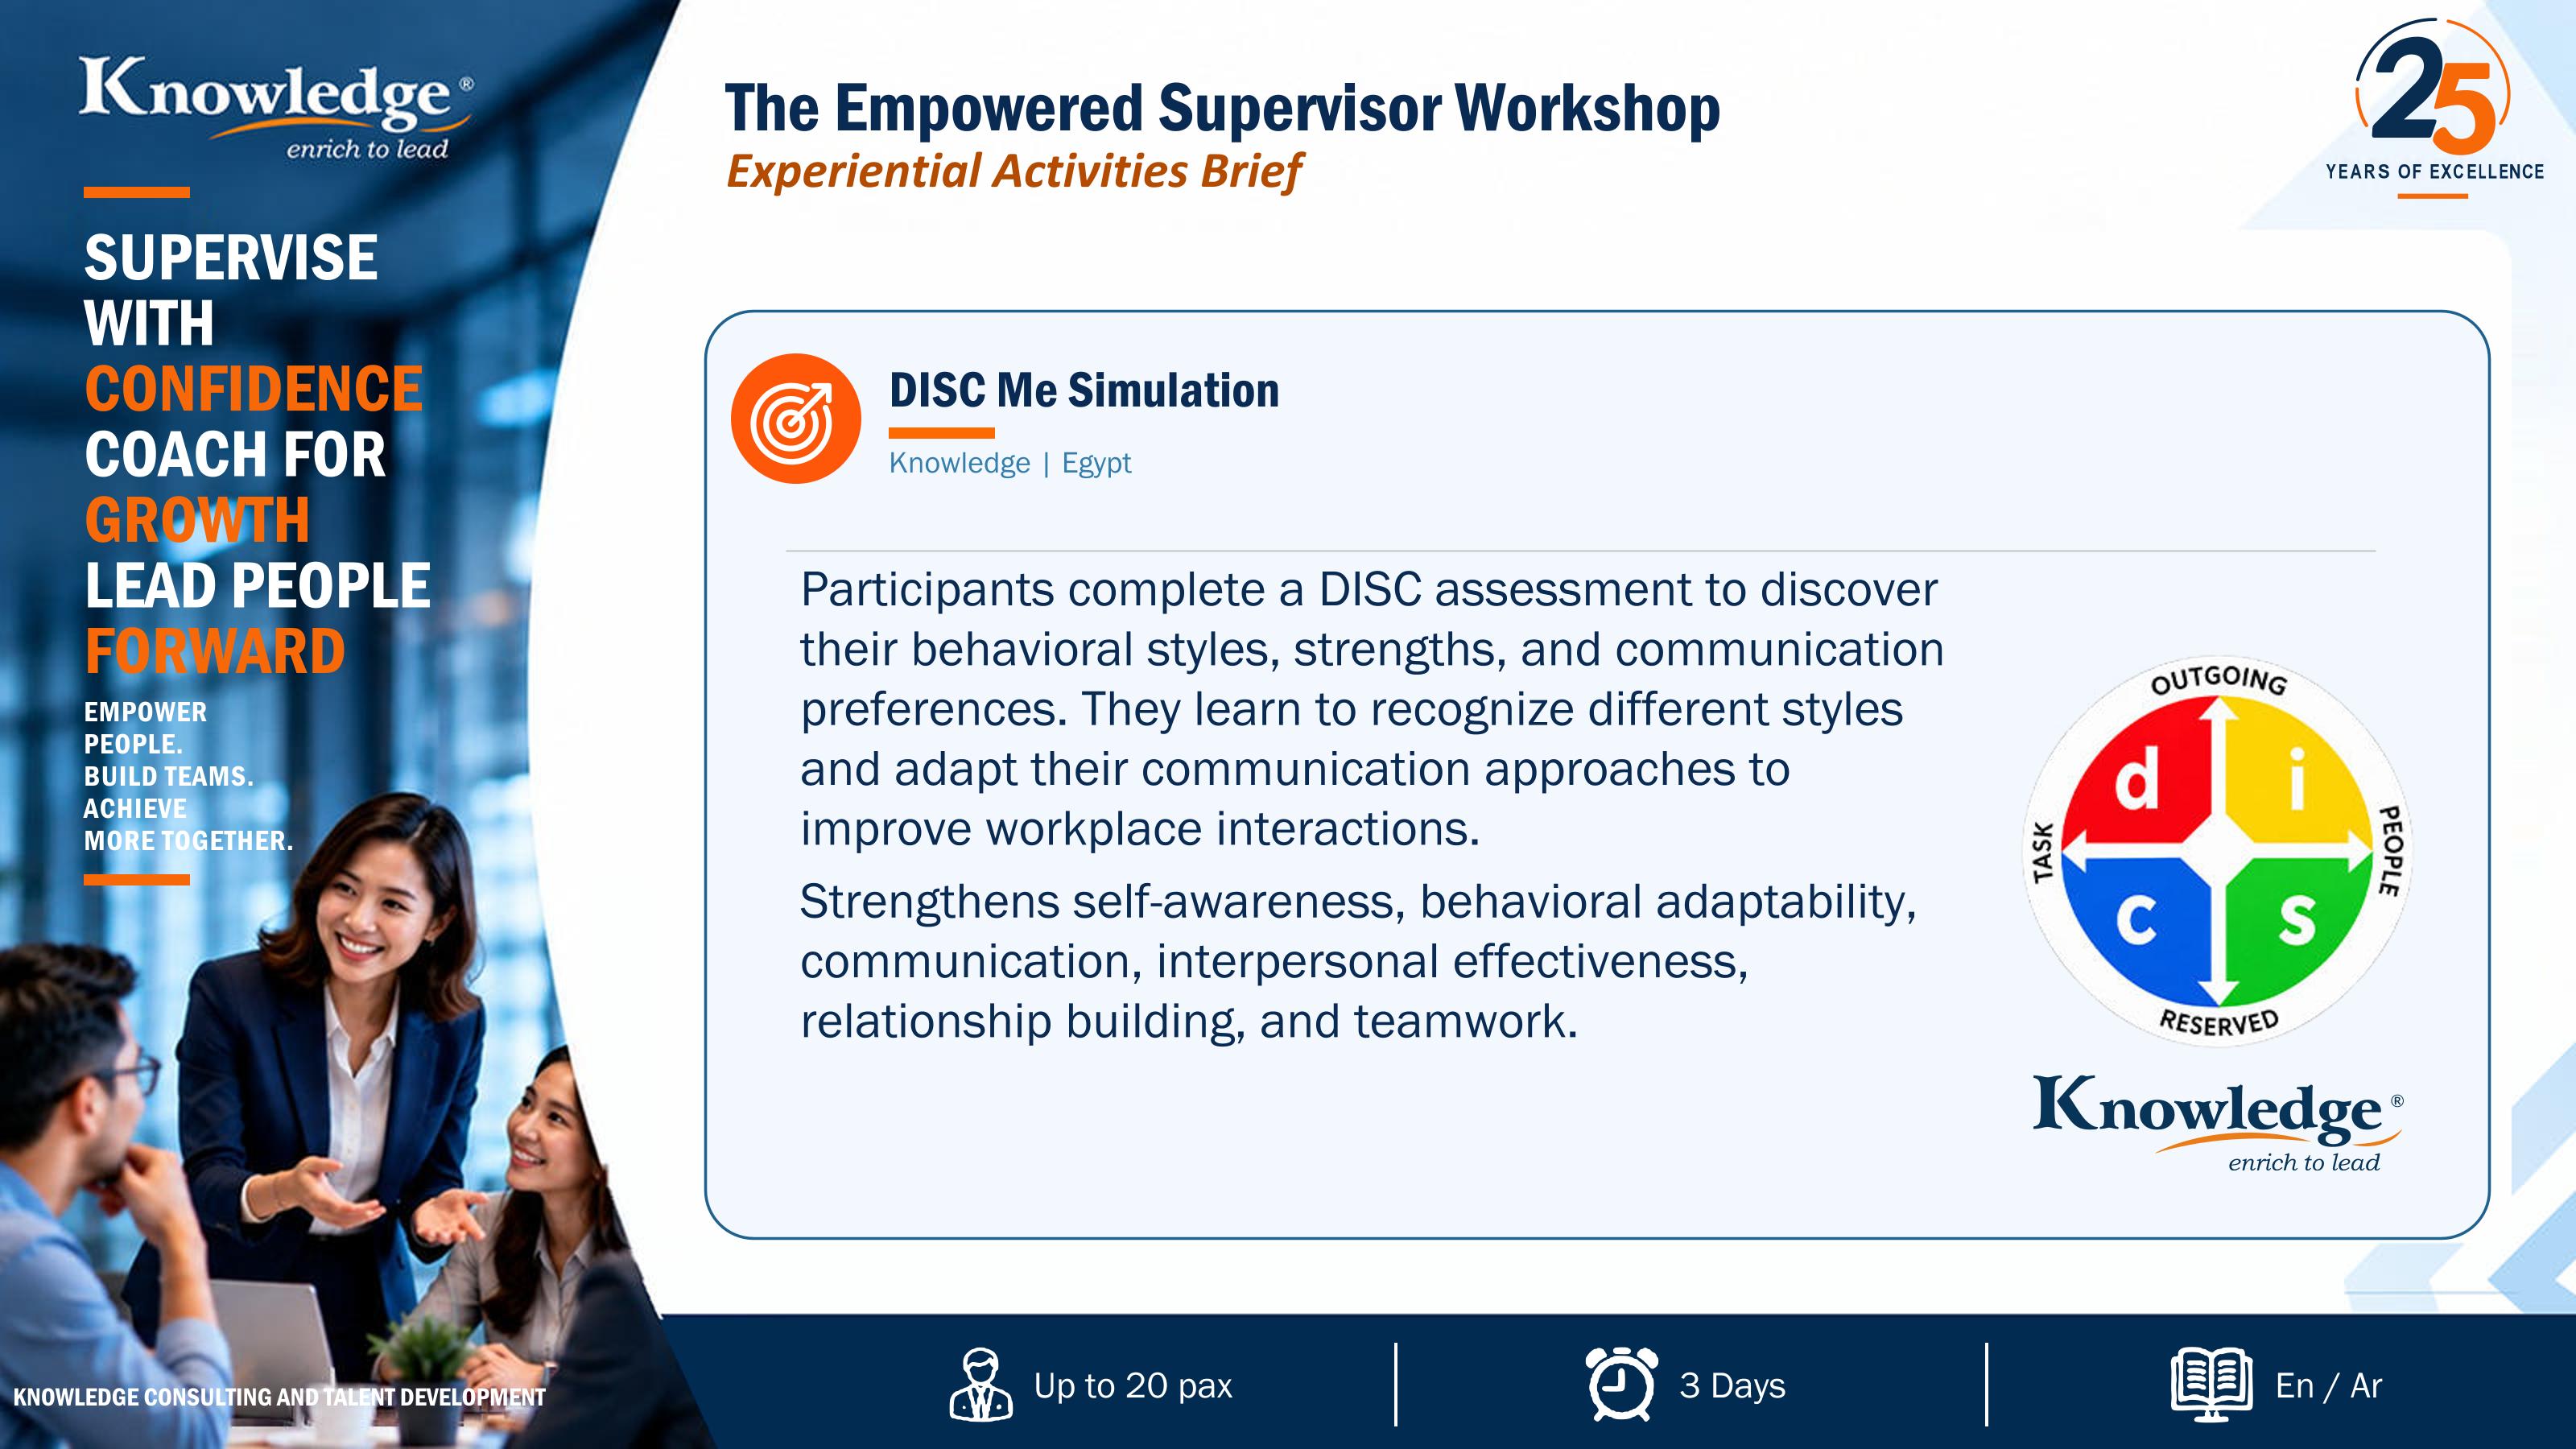 Knowledge®
enrich to lead
SUPERVISE
WITH
CONFIDENCE
COACH FOR
GROWTH
LEAD PEOPLE
FORWARD
EMPOWER
PEOPLE.
BUILD TEAMS.
ACHIEVE
MORE TOGETHER.
KNOWLEDGE CONSULTING AND TALENT DEVELOPMENT
The Empowered Supervisor Workshop
Experiential Activities Brief
25
YEARS OF EXCELLENCE
DISC Me Simulation
Knowledge | Egypt
Participants complete a DISC assessment to discover
their behavioral styles, strengths, and communication
preferences. They learn to recognize different styles
and adapt their communication approaches to
improve workplace interactions.
Strengthens self-awareness, behavioral adaptability,
communication, interpersonal effectiveness,
relationship building, and teamwork.
OUTGOING
d i
TASK
PEOPLE
c s
RESERVED
Knowledge®
enrich to lead
Up to 20 pax
3 Days
En / Ar